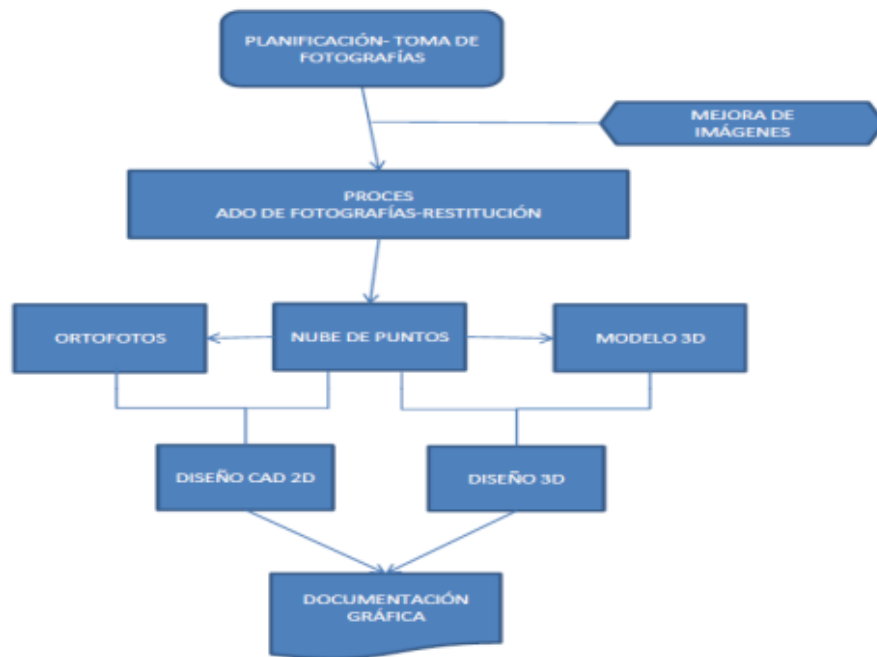 PLANIFICACIÓN- TOMA DE
FOTOGRAFÍAS
MEJORA DE
IMÁGENES
PROCES
ADO DE FOTOGRAFÍAS-RESTITUCIÓN
ORTOFOTOS
NUBE DE PUNTOS
MODELO 3D
DISEÑO CAD 2D
DISEÑO 3D
DOCUMENTACIÓN
GRÁFICA